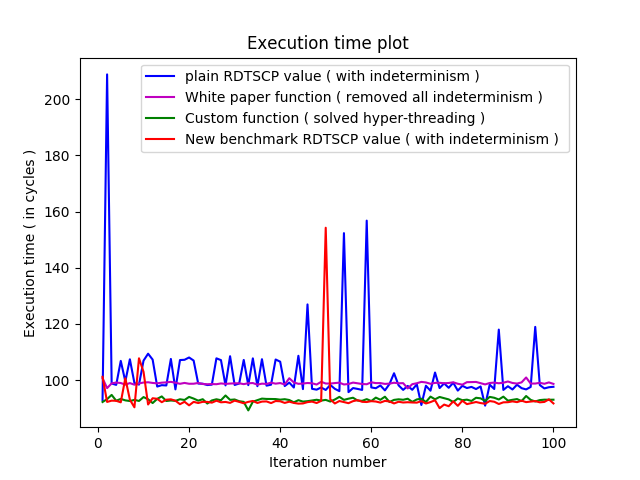 Execution time plot
plain RDTSCP value ( with indeterminism )
White paper function ( removed all indeterminism )
Custom function ( solved hyper-threading )
New benchmark RDTSCP value ( with indeterminism )
Execution time ( in cycles )
200
180
160
140
120
100
0 20 40 60 80 100
Iteration number